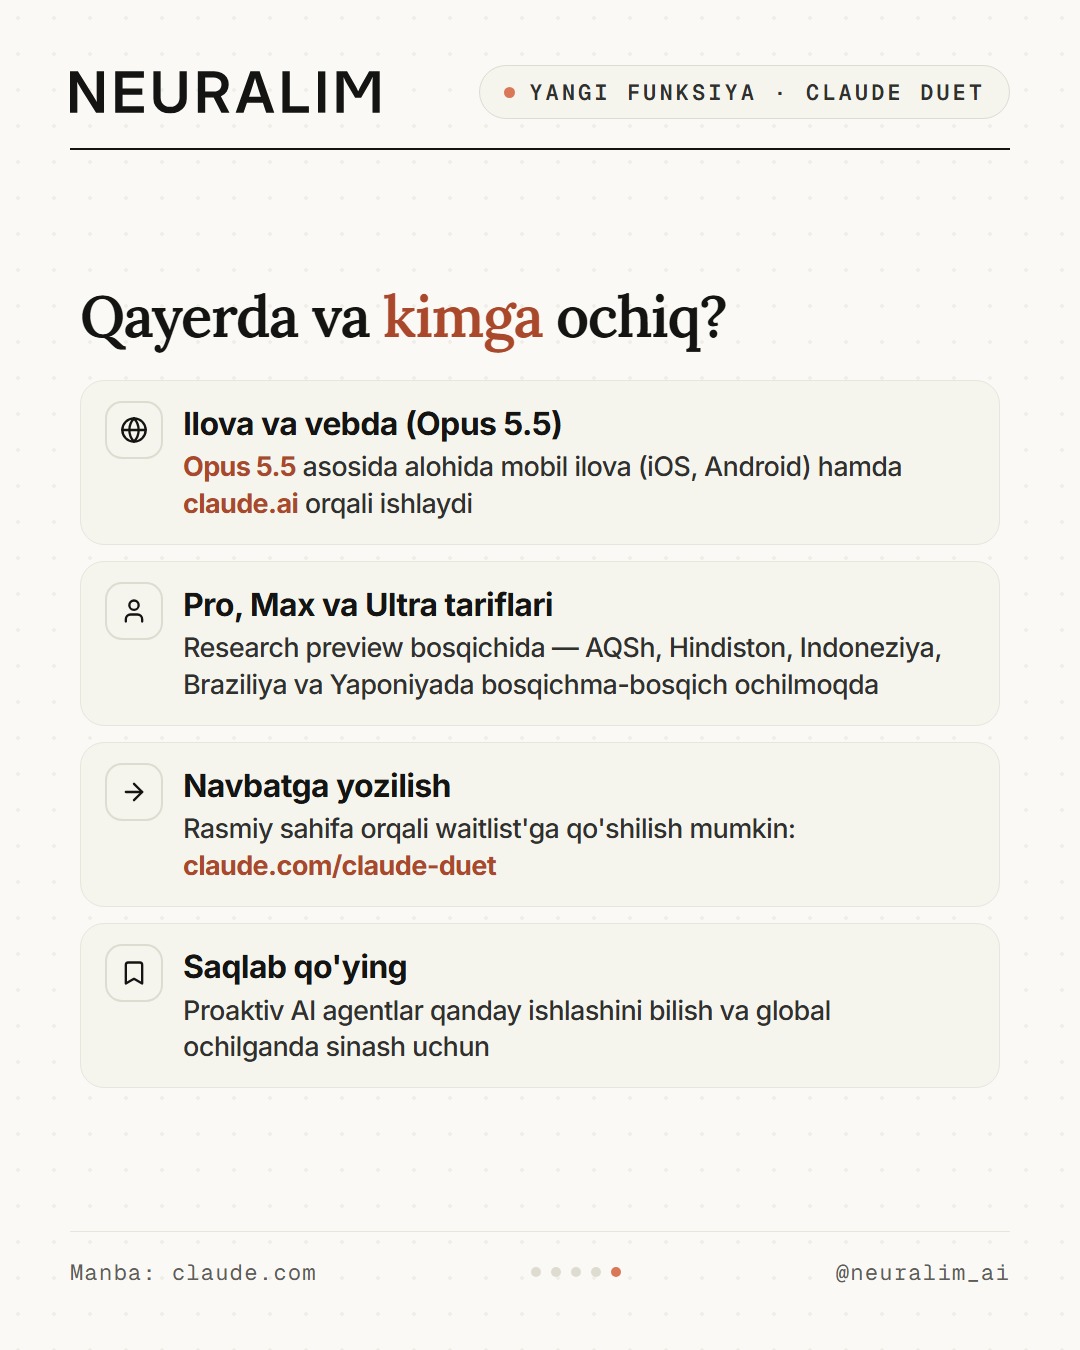 NEURALIM
YANGI FUNKSIYA · CLAUDE DUET
Qayerda va kimga ochiq?
Ilova va vebda (Opus 5.5)
Opus 5.5 asosida alohida mobil ilova (iOS, Android) hamda
claude.ai orqali ishlaydi
Pro, Max va Ultra tariflari
Research preview bosqichida — AQSh, Hindiston, Indoneziya,
Braziliya va Yaponiyada bosqichma-bosqich ochilmoqda
Navbatga yozilish
Rasmiy sahifa orqali waitlist'ga qo'shilish mumkin:
claude.com/claude-duet
Saqlab qo'ying
Proaktiv AI agentlar qanday ishlashini bilish va global
ochilganda sinash uchun
Manba: claude.com
@neuralim_ai